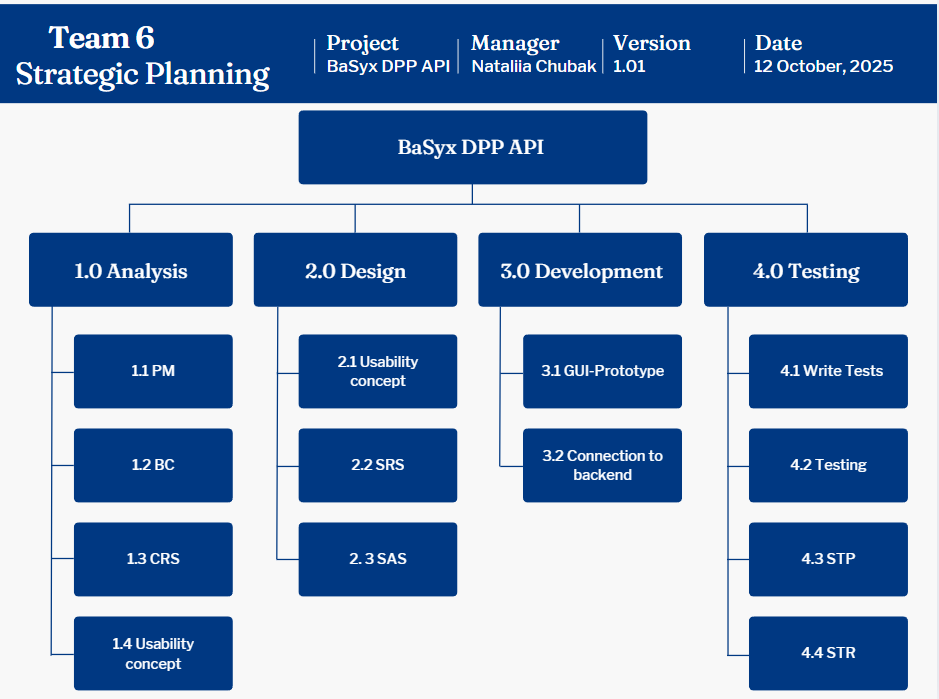 Team 6
Strategic Planning
Project
BaSyx DPP API
Manager
Nataliia Chubak
Version
1.01
Date
12 October, 2025
BaSyx DPP API
1.0 Analysis
1.1 PM
1.2 BC
1.3 CRS
1.4 Usability
concept
2.0 Design
2.1 Usability
concept
2.2 SRS
2. 3 SAS
3.0 Development
3.1 GUI-Prototype
3.2 Connection to
backend
4.0 Testing
4.1 Write Tests
4.2 Testing
4.3 STP
4.4 STR